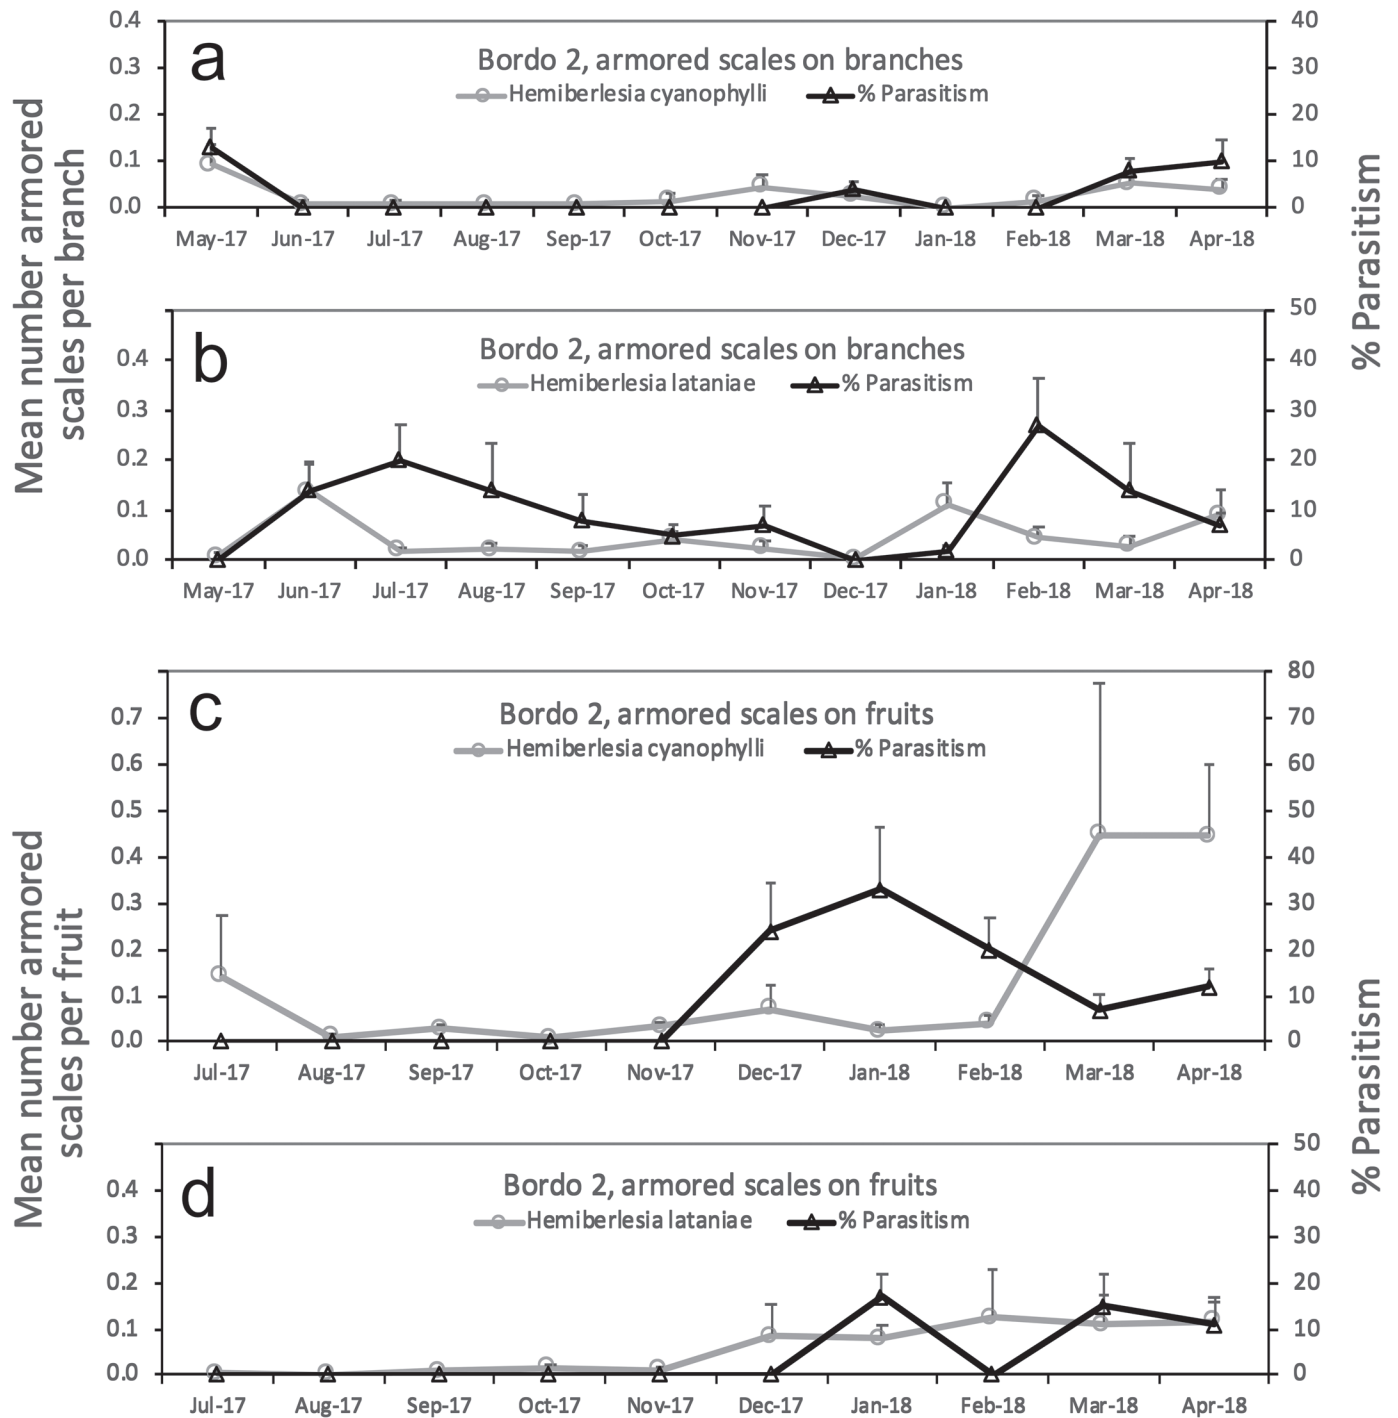 Mean number armored
scales per branch
% Parasitism
a
Bordo 2, armored scales on branches
Hemiberlesia cyanophylli % Parasitism
0.4 40
0.3 30
0.2 20
0.1 10
0.0 0
May-17 Jun-17 Jul-17 Aug-17 Sep-17 Oct-17 Nov-17 Dec-17 Jan-18 Feb-18 Mar-18 Apr-18
b
Bordo 2, armored scales on branches
Hemiberlesia lataniae % Parasitism
50
0.4 40
0.3 30
0.2 20
0.1 10
0.0 0
May-17 Jun-17 Jul-17 Aug-17 Sep-17 Oct-17 Nov-17 Dec-17 Jan-18 Feb-18 Mar-18 Apr-18
Mean number armored
scales per fruit
% Parasitism
c
Bordo 2, armored scales on fruits
Hemiberlesia cyanophylli % Parasitism
80
0.7 70
0.6 60
0.5 50
0.4 40
0.3 30
0.2 20
0.1 10
0.0 0
Jul-17 Aug-17 Sep-17 Oct-17 Nov-17 Dec-17 Jan-18 Feb-18 Mar-18 Apr-18
d
Bordo 2, armored scales on fruits
Hemiberlesia lataniae % Parasitism
50
0.4 40
0.3 30
0.2 20
0.1 10
0.0 0
Jul-17 Aug-17 Sep-17 Oct-17 Nov-17 Dec-17 Jan-18 Feb-18 Mar-18 Apr-18